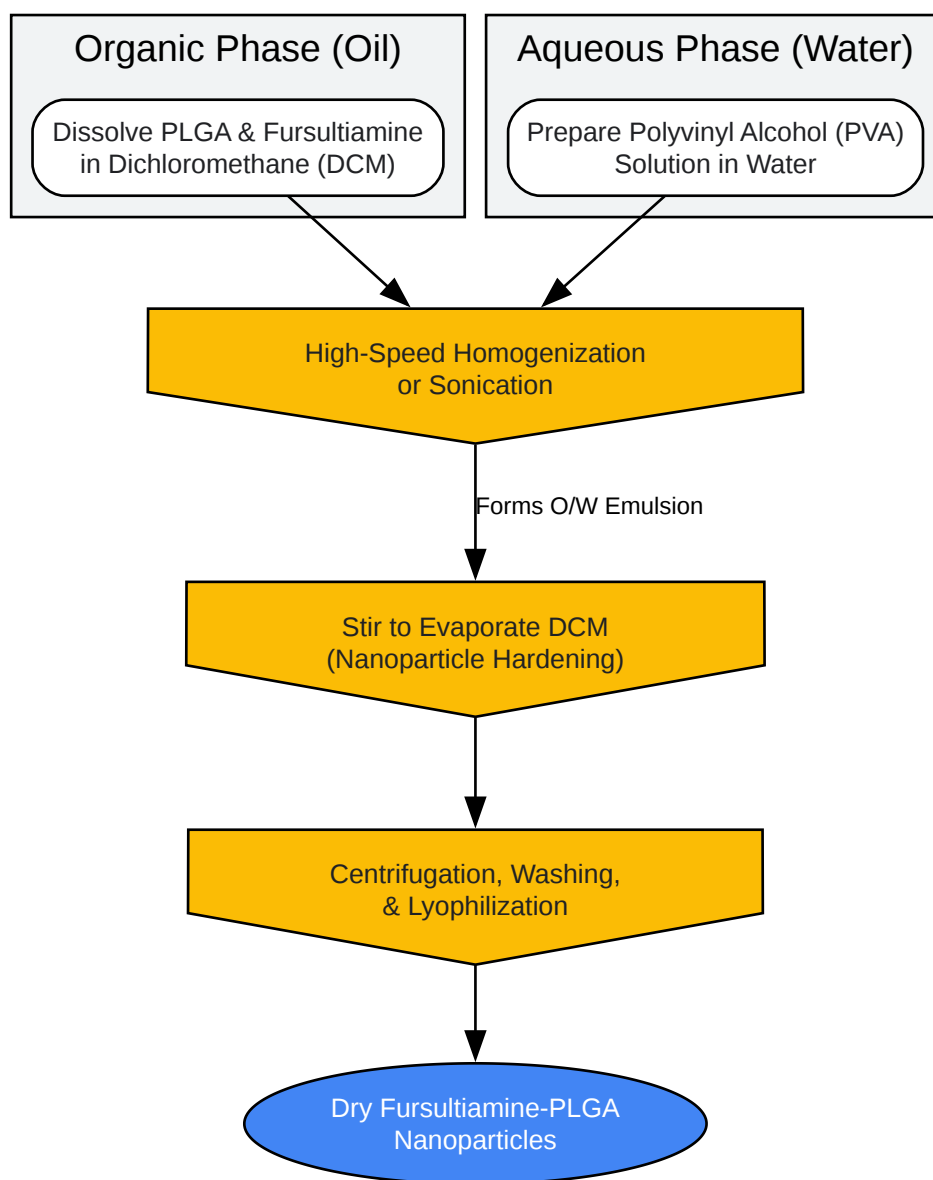 Organic Phase (Oil)
Dissolve PLGA & Fursultiamine
in Dichloromethane (DCM)
Aqueous Phase (Water)
Prepare Polyvinyl Alcohol (PVA)
Solution in Water
High-Speed Homogenization
or Sonication
Forms O/W Emulsion
Stir to Evaporate DCM
(Nanoparticle Hardening)
Centrifugation, Washing,
& Lyophilization
Dry Fursultiamine-PLGA
Nanoparticles